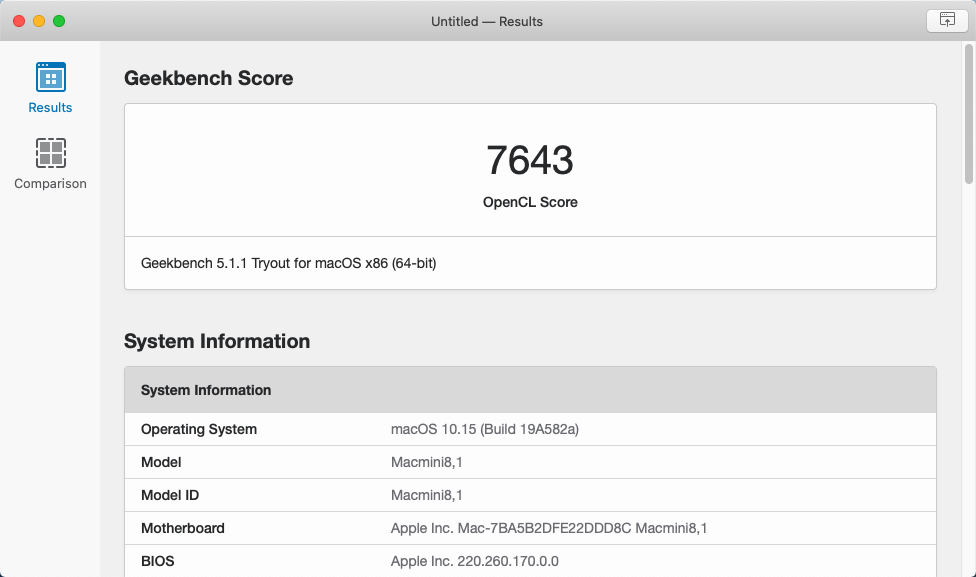 Untitled — Results
Results
Comparison
Geekbench Score
7643
OpenCL Score
Geekbench 5.1.1 Tryout for macOS x86 (64-bit)
System Information
System Information
Operating System macOS 10.15 (Build 19A582a)
Model Macmini8,1
Model ID Macmini8,1
Motherboard Apple Inc. Mac-7BA5B2DFE22DDD8C Macmini8,1
BIOS Apple Inc. 220.260.170.0.0